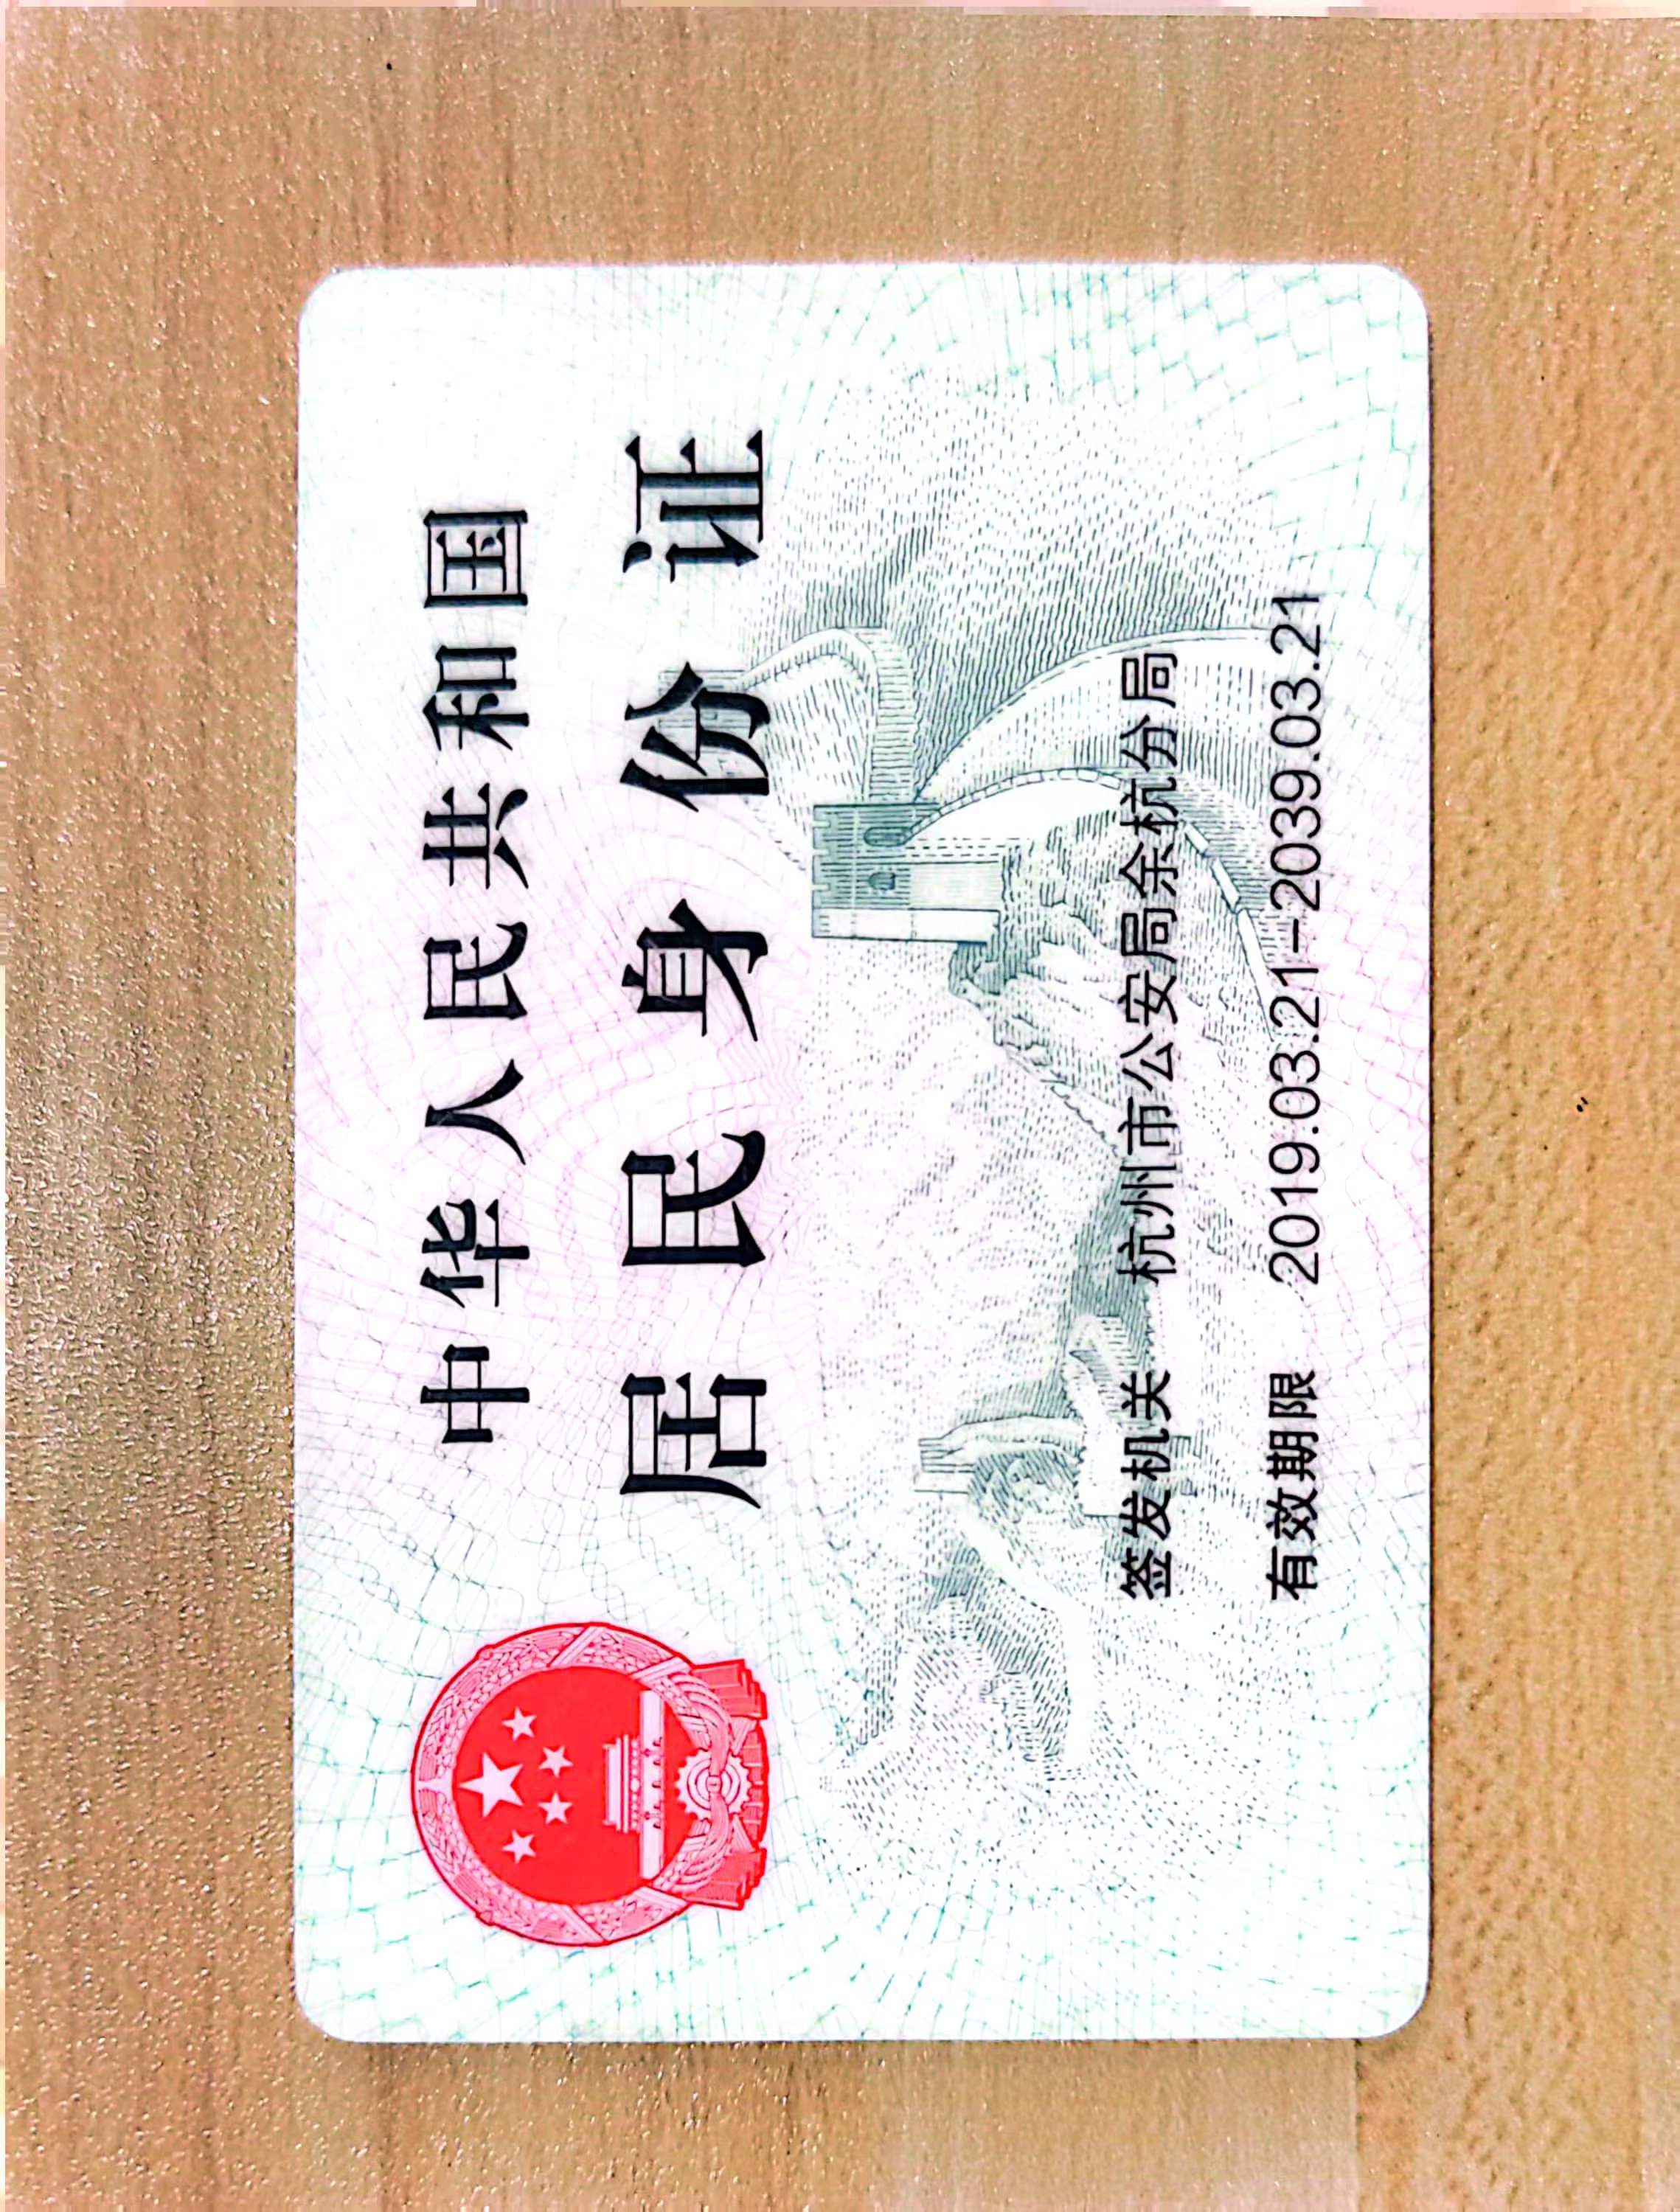 中华人民共和国
居民身份证
签发机关 杭州市公安局余杭分局
有效期限 2019.03.21-2039.03.21